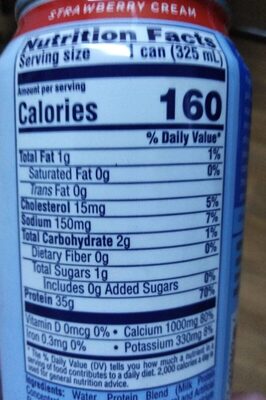 STRAWBERRY CREAM
Nutrition Facts
Serving size 1 can (325 mL)
Amount per serving
Calories 160
% Daily Value*
Total Fat 1g 1%
Saturated Fat 0g 0%
Trans Fat 0g
Cholesterol 15mg 5%
Sodium 150mg 7%
Total Carbohydrate 2g 1%
Dietary Fiber 0g 0%
Total Sugars 1g
Includes 0g Added Sugars 0%
Protein 35g 70%
Vitamin D 0mcg 0% • Calcium 1000mg 80%
Iron 0.3mg 0% • Potassium 330mg 8%
*The % Daily Value (DV) tells you how much a nutrient in a
serving of food contributes to a daily diet. 2,000 calories a day is
used for general nutrition advice.
Ingredients: Water, Protein Blend (Milk Protein